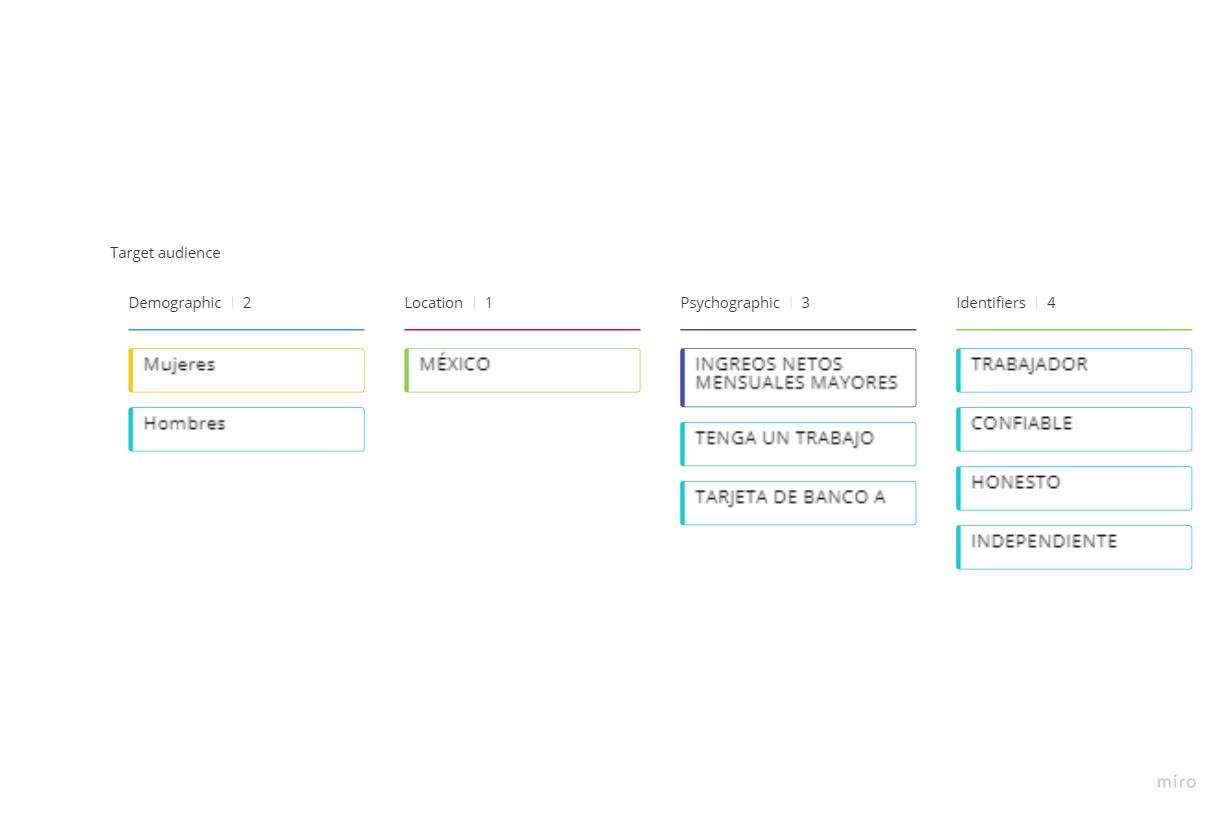 Target audience
Demographic 2
Mujeres
Hombres
Location 1
MÉXICO
Psychographic 3
INGREOS NETOS
MENSUALES MAYORES
TENGA UN TRABAJO
TARJETA DE BANCO A
Identifiers 4
TRABAJADOR
CONFIABLE
HONESTO
INDEPENDIENTE
miro